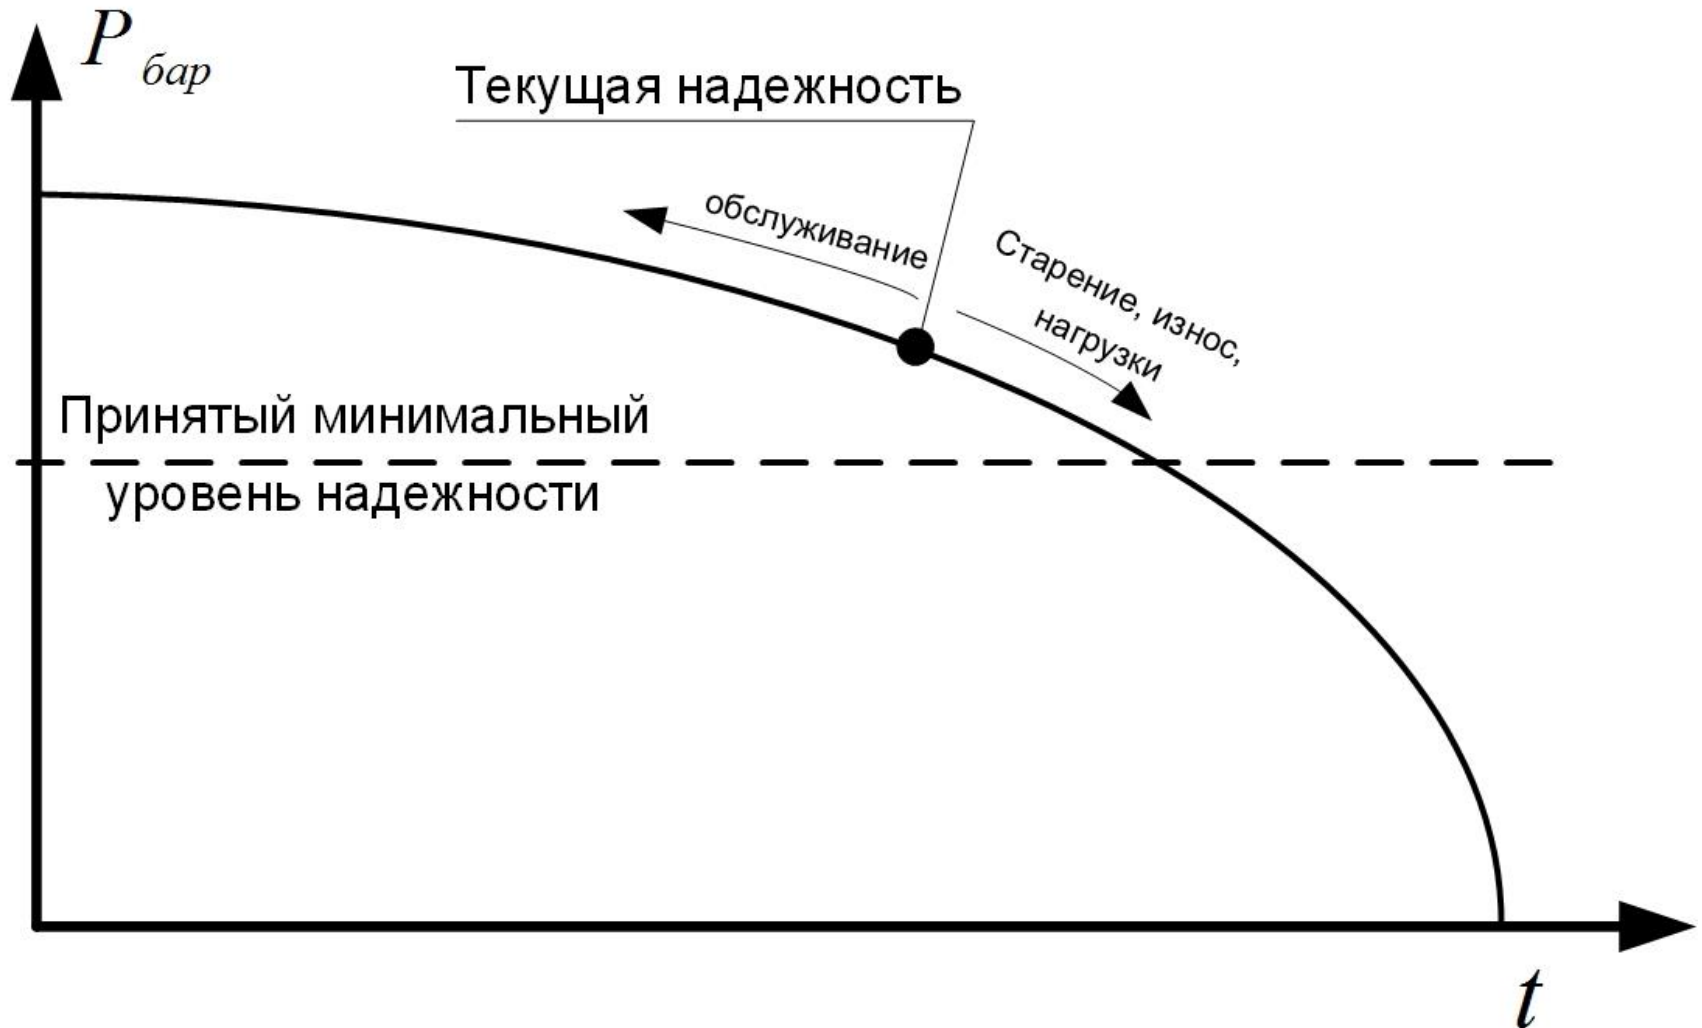 P бар
Текущая надежность
обслуживание
Старение, износ,
нагрузки
Принятый минимальный
уровень надежности
t